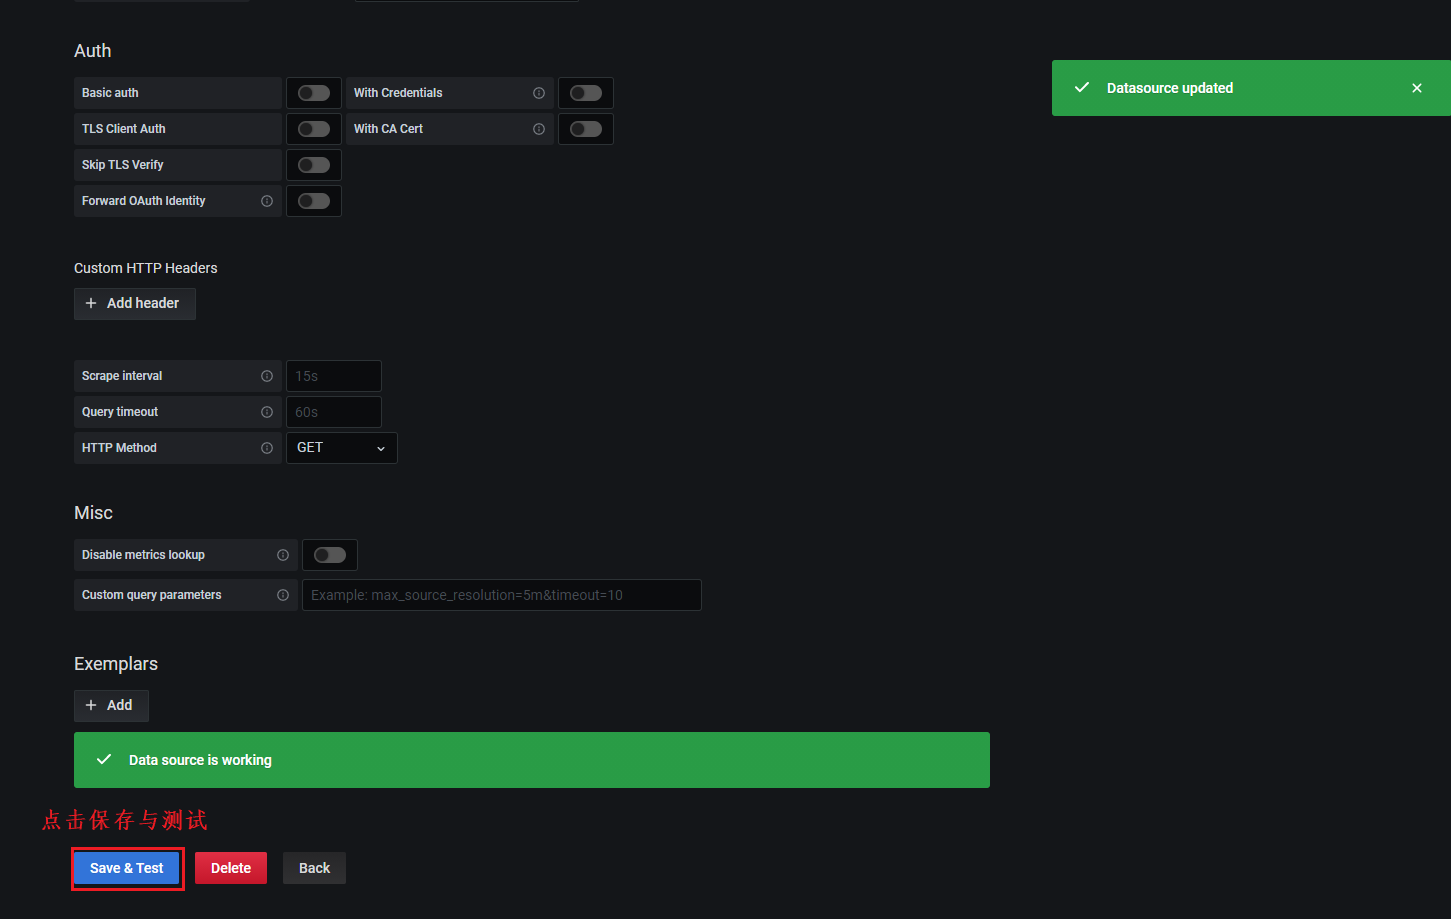 Auth
Datasource updated
Basic auth
With Credentials
TLS Client Auth
With CA Cert
Skip TLS Verify
Forward OAuth Identity
Custom HTTP Headers
Add header
Scrape interval
15s
Query timeout
60s
HTTP Method
GET
Misc
Disable metrics lookup
Custom query parameters
Example: max_source_resolution=5m&timeout=10
Exemplars
Add
Data source is working
点击保存与测试
Save & Test
Delete
Back